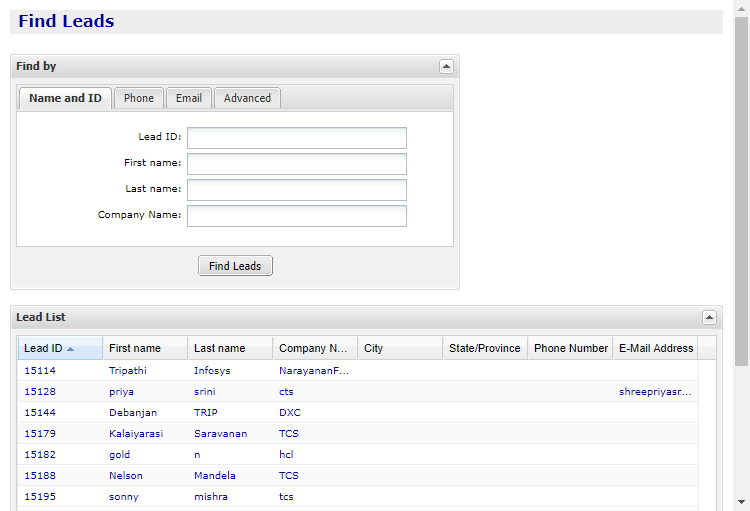 Find Leads
Find by
Name and ID Phone Email Advanced
Lead ID:
First name:
Last name:
Company Name:
Find Leads
Lead List
Lead ID First name Last name Company N... City State/Province Phone Number E-Mail Address
15114 Tripathi Infosys NarayananF...
15128 priya srini cts shreepriyasr...
15144 Debanjan TRIP DXC
15179 Kalaiyarasi Saravanan TCS
15182 gold n hcl
15188 Nelson Mandela TCS
15195 sonny mishra tcs